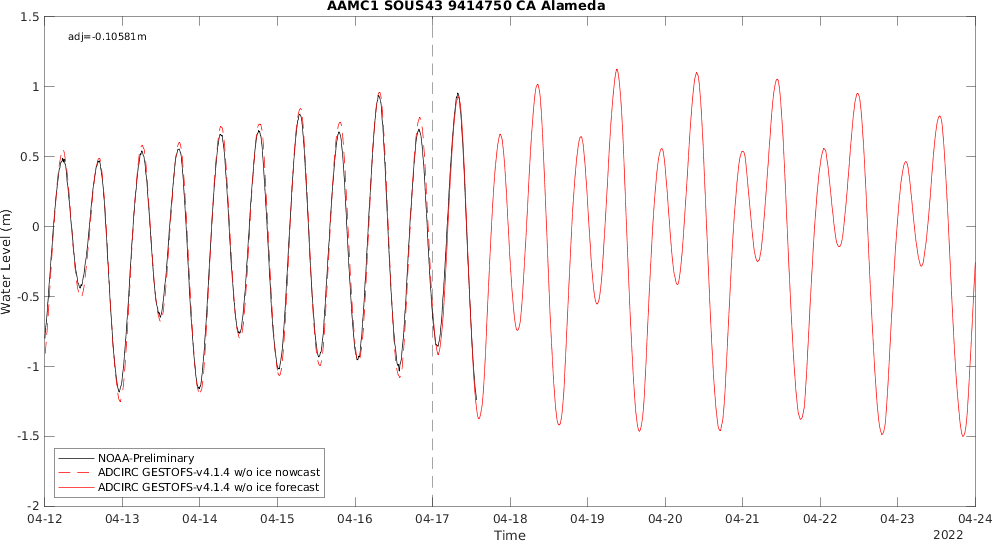 AAMC1 SOUS43 9414750 CA Alameda
adj=-0.10581m
1.5
1
0.5
0
-0.5
-1
-1.5
-2
Water Level (m)
NOAA-Preliminary
ADCIRC GESTOFS-v4.1.4 w/o ice nowcast
ADCIRC GESTOFS-v4.1.4 w/o ice forecast
04-12 04-13 04-14 04-15 04-16 04-17 04-18 04-19 04-20 04-21 04-22 04-23 04-24
Time
2022